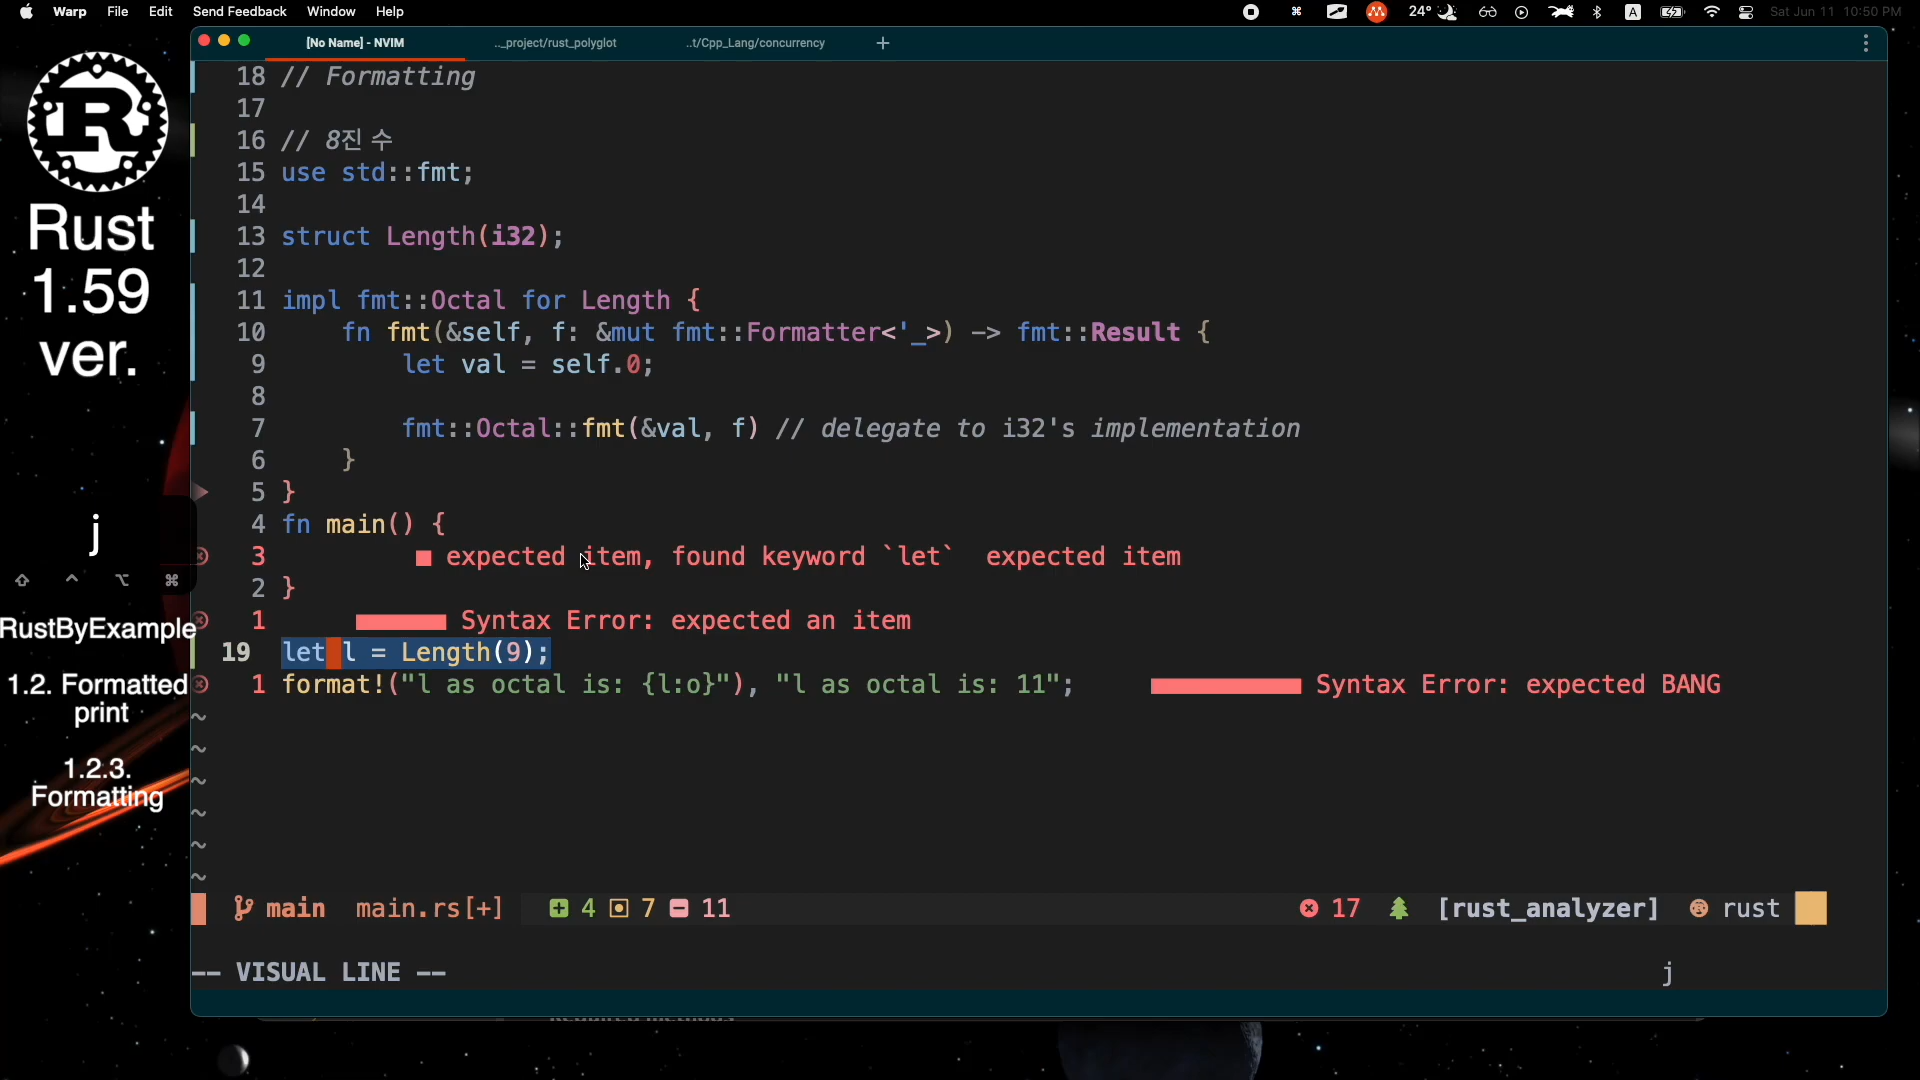 Warp File Edit Send Feedback Window Help
24°
A
Sat Jun 11 10:50 PM
[No Name] - NVIM
.._project/rust_polyglot
..t/Cpp_Lang/concurrency
+
R
Rust
1.59
ver.
j
⇧ ^ ⌥ ⌘
RustByExample
1.2. Formatted
print
1.2.3.
Formatting
18 // Formatting
17
16 // 8진 수
15 use std::fmt;
14
13 struct Length(i32);
12
11 impl fmt::Octal for Length {
10 fn fmt(&self, f: &mut fmt::Formatter<'_>) -> fmt::Result {
9 let val = self.0;
8
7 fmt::Octal::fmt(&val, f) // delegate to i32's implementation
6 }
5 }
4 fn main() {
3 ■ expected item, found keyword `let`  expected item
2 }
1 Syntax Error: expected an item
19 let l = Length(9);
1 format!("l as octal is: {l:o}"), "l as octal is: 11"; Syntax Error: expected BANG
~
~
~
~
~
~
main main.rs[+] 4 7 11 17 [rust_analyzer] rust
-- VISUAL LINE -- j